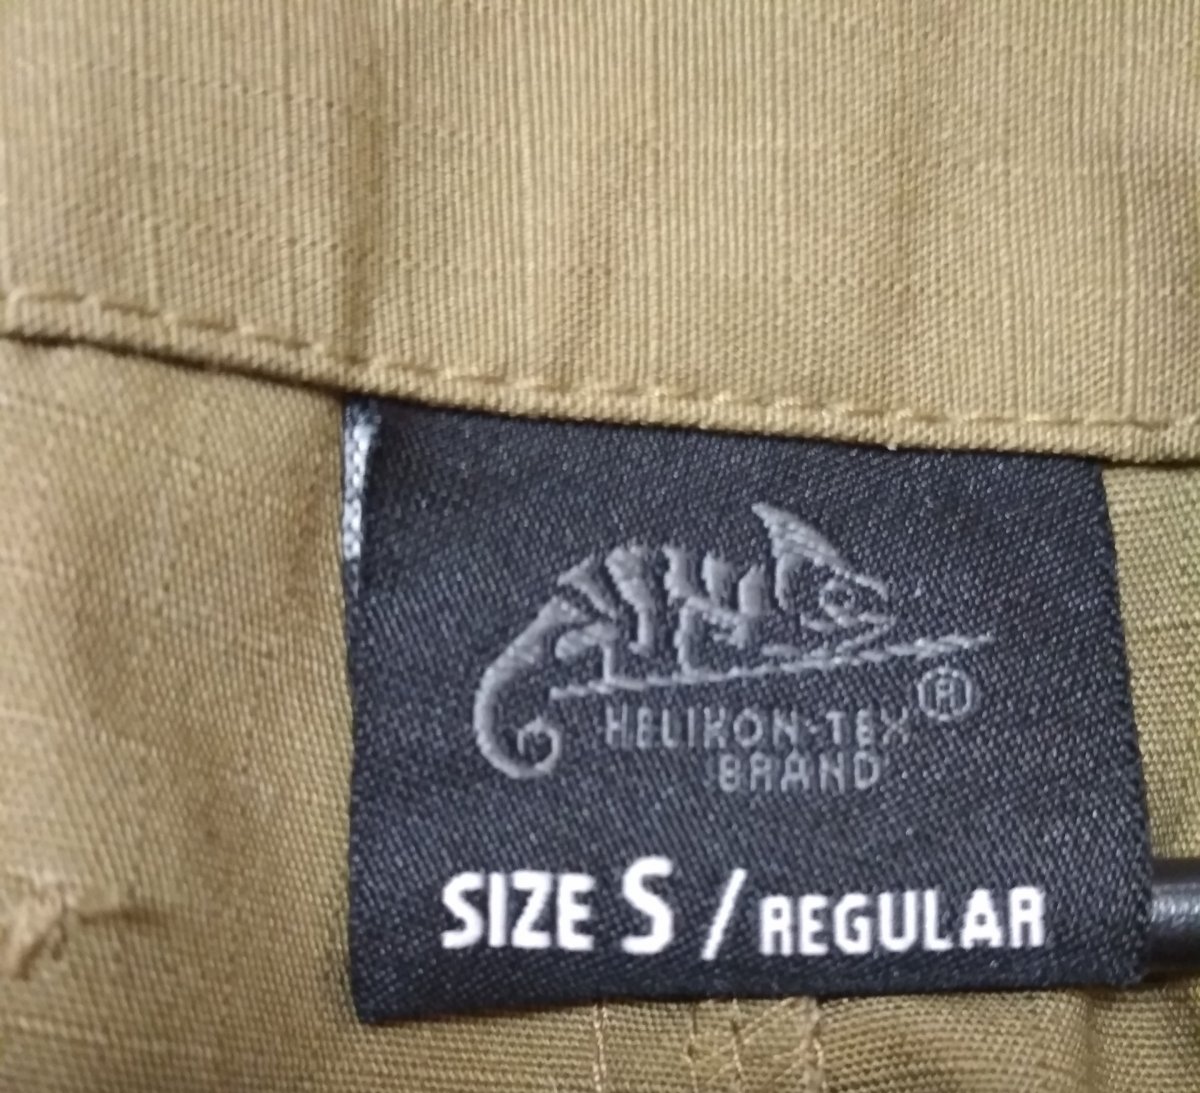 HELIKON-TEX®
BRAND
SIZE S / REGULAR